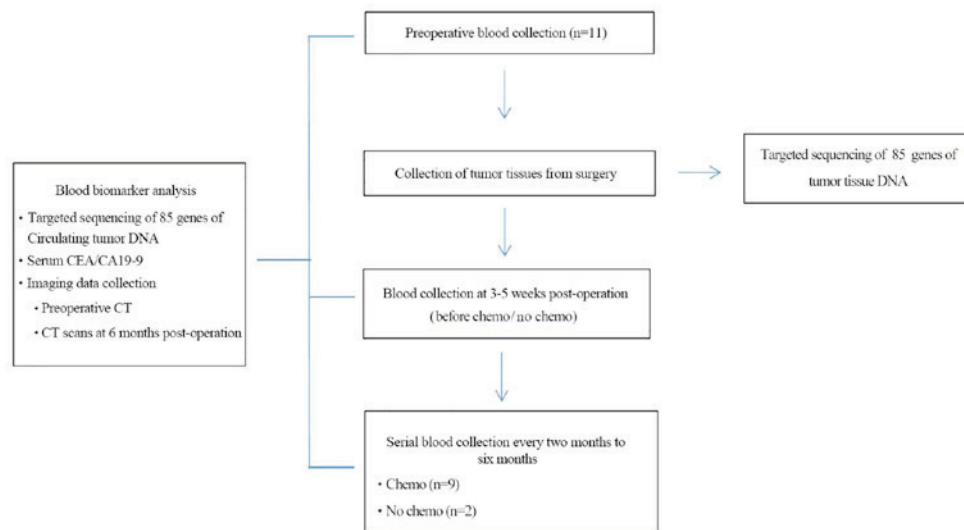 Preoperative blood collection (n=11)
Collection of tumor tissues from surgery
Targeted sequencing of 85 genes of
tumor tissue DNA
Blood biomarker analysis
• Targeted sequencing of 85 genes of
Circulating tumor DNA
• Serum CEA/CA19-9
• Imaging data collection
• Preoperative CT
• CT scans at 6 months post-operation
Blood collection at 3-5 weeks post-operation
(before chemo/ no chemo)
Serial blood collection every two months to
six months
• Chemo (n=9)
• No chemo (n=2)